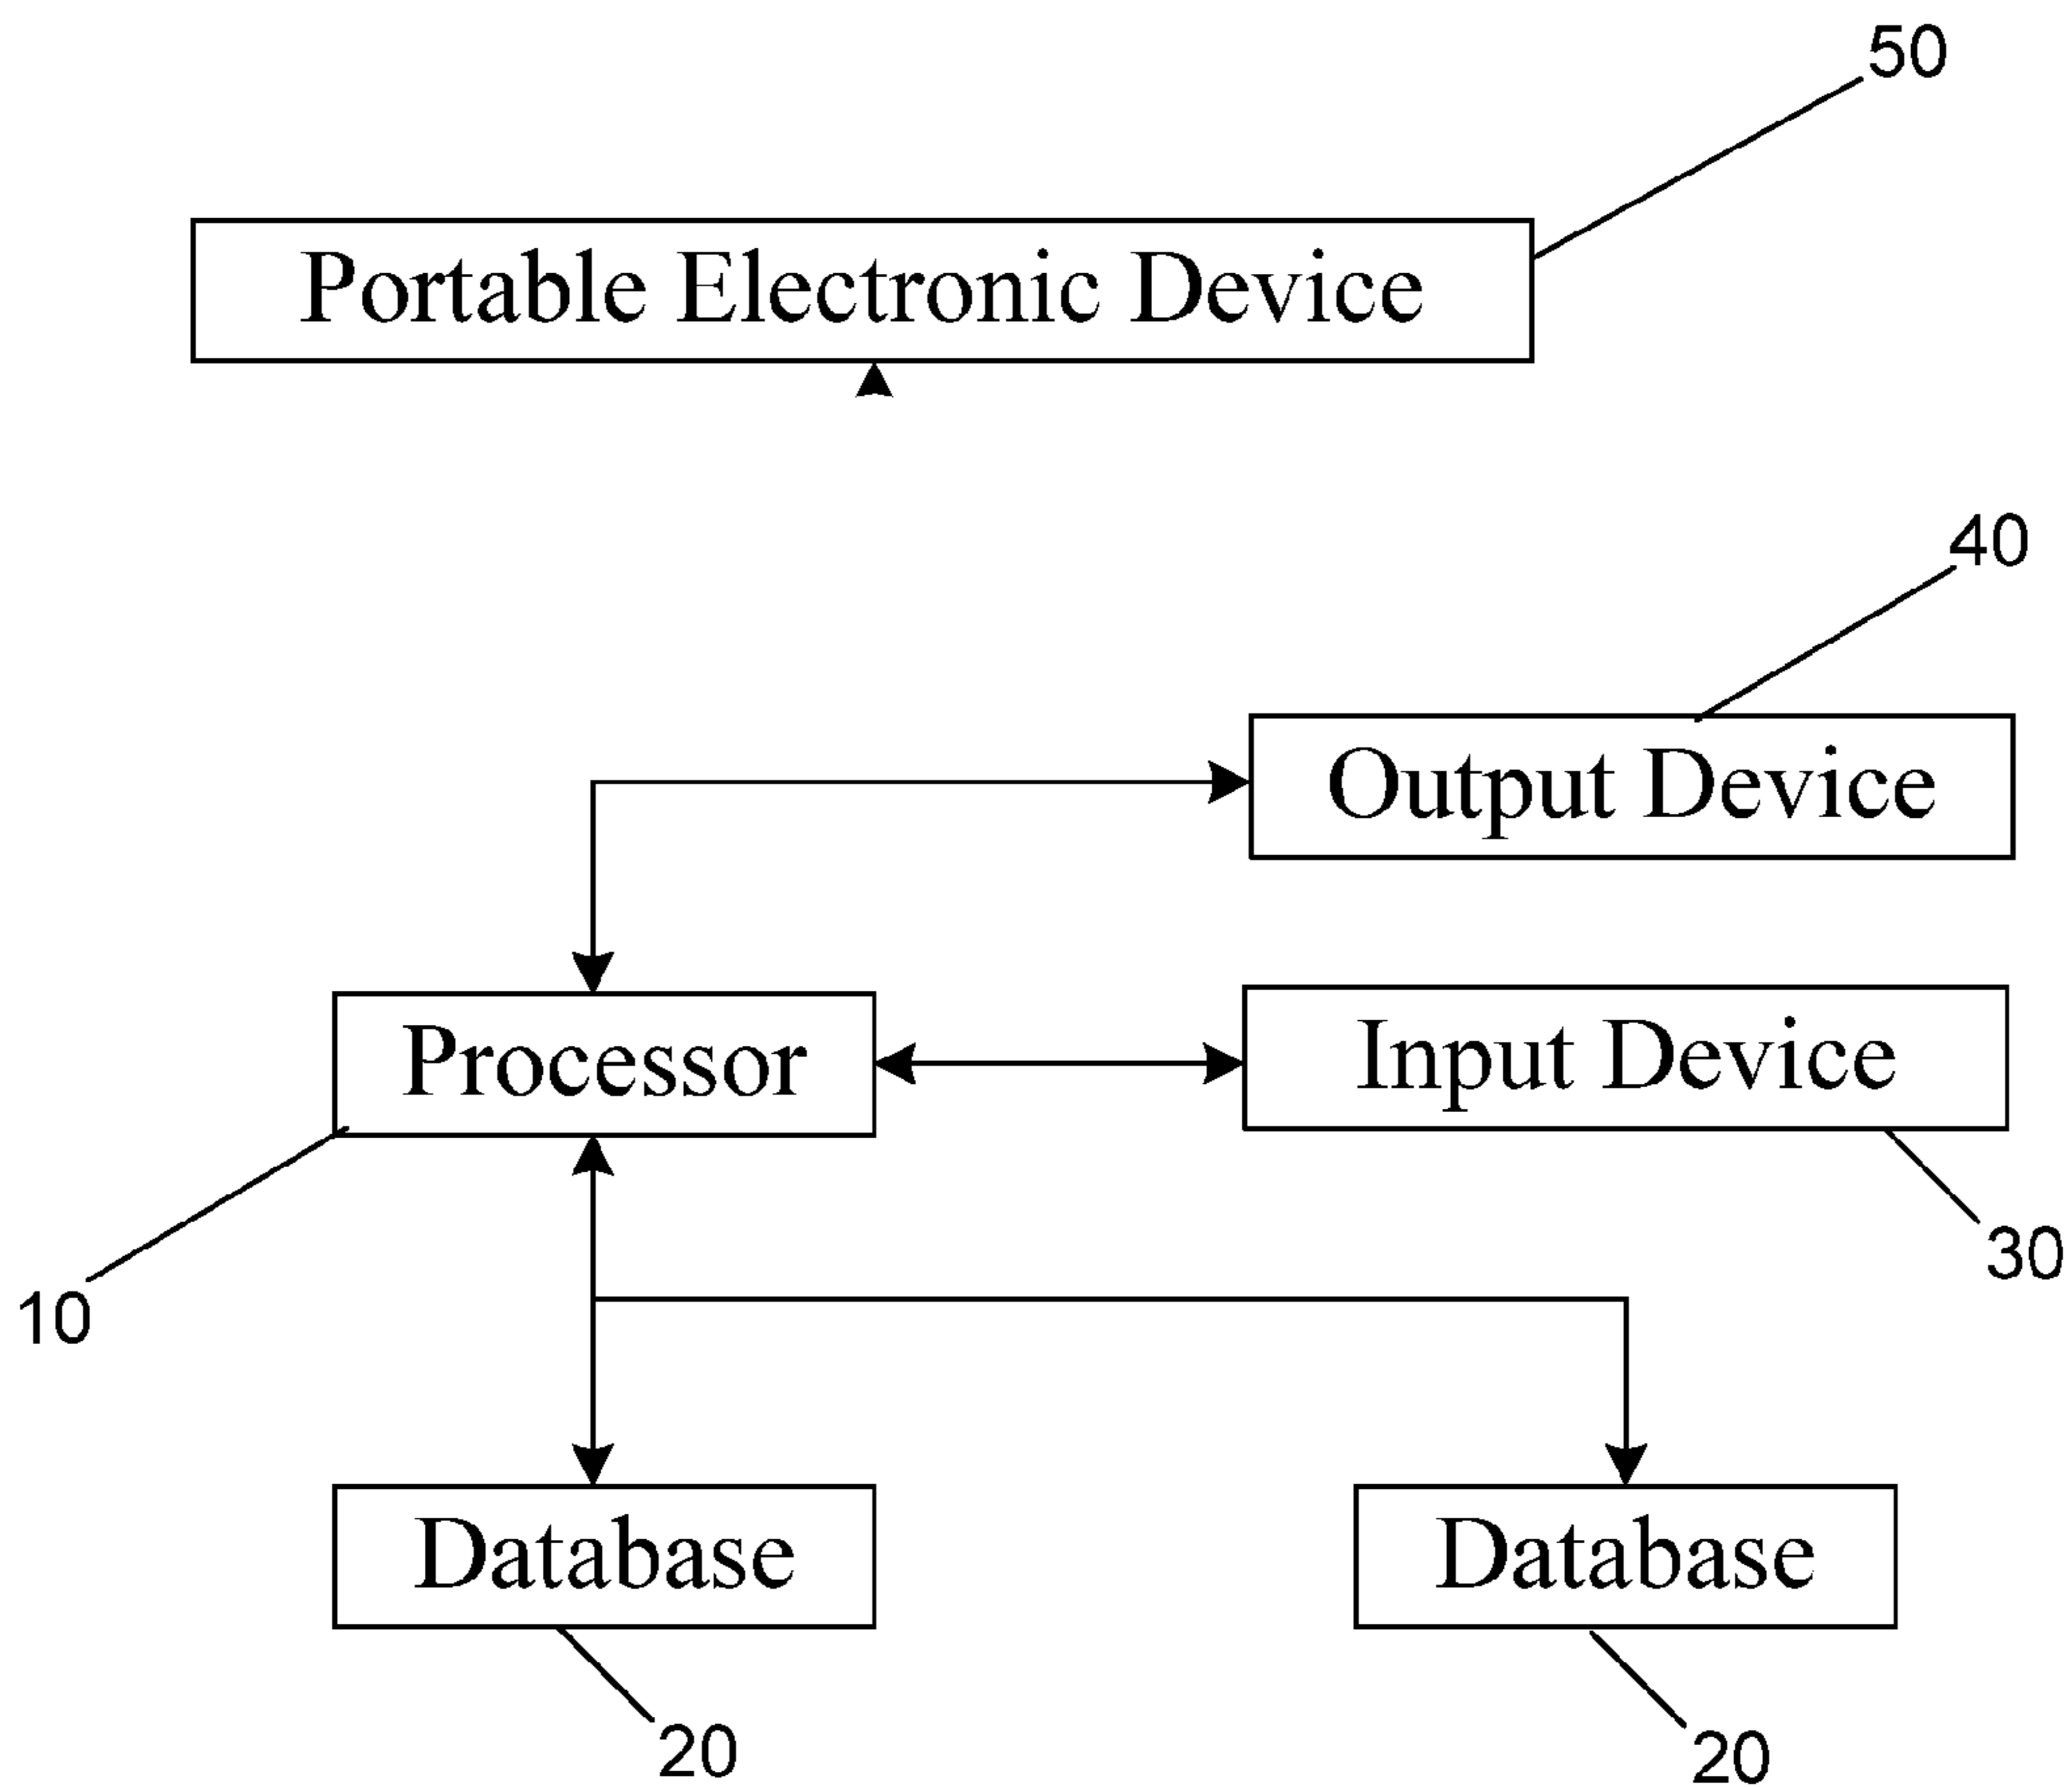 50
Portable Electronic Device
40
Output Device
Processor
Input Device
30
10
Database
Database
20
20